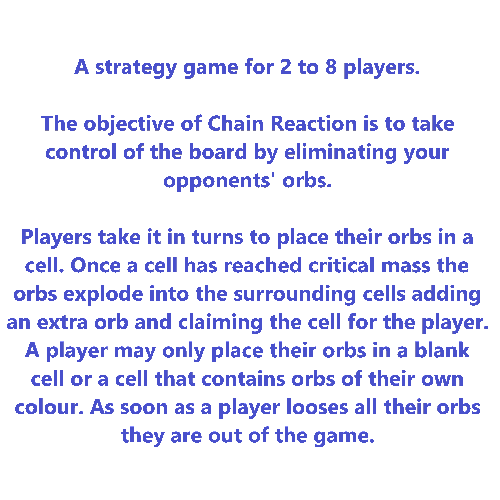 A strategy game for 2 to 8 players.
The objective of Chain Reaction is to take
control of the board by eliminating your
opponents' orbs.
Players take it in turns to place their orbs in a
cell. Once a cell has reached critical mass the
orbs explode into the surrounding cells adding
an extra orb and claiming the cell for the player.
A player may only place their orbs in a blank
cell or a cell that contains orbs of their own
colour. As soon as a player looses all their orbs
they are out of the game.